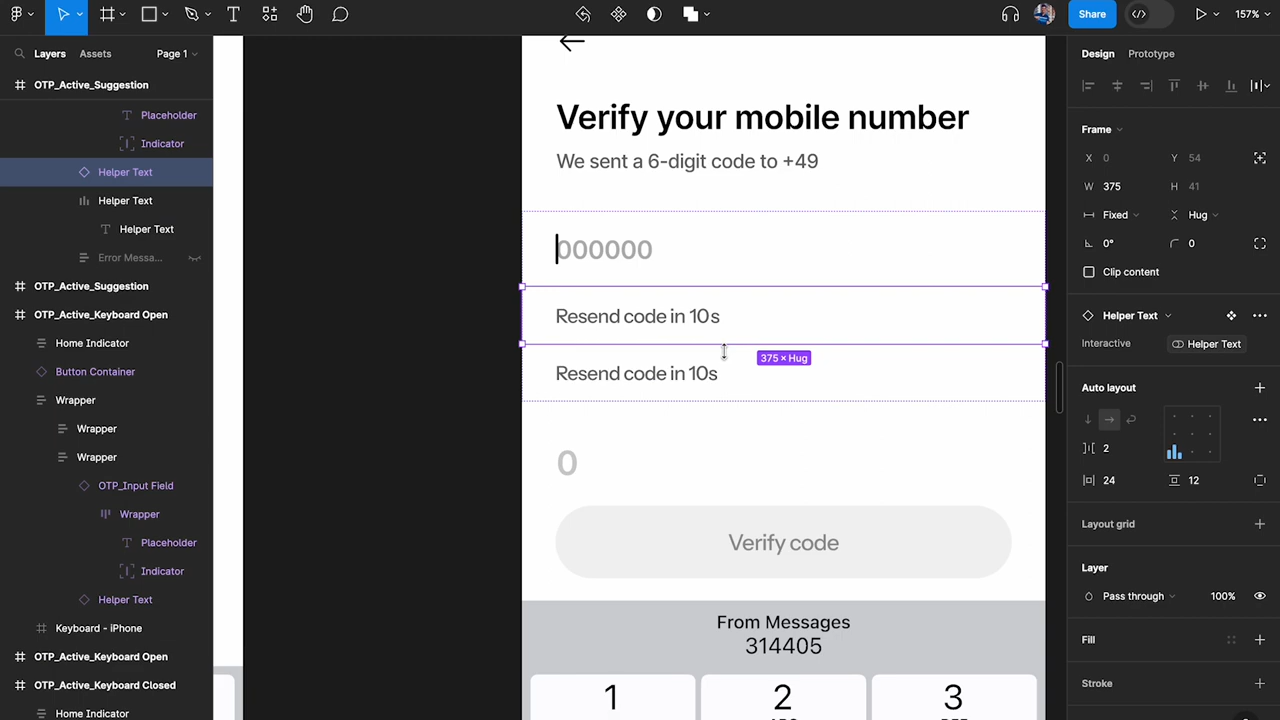 Share
157%
Layers
Assets
Page 1
OTP_Active_Suggestion
Placeholder
Indicator
Helper Text
Helper Text
Helper Text
Error Messa...
OTP_Active_Suggestion
OTP_Active_Keyboard Open
Home Indicator
Button Container
Wrapper
Wrapper
Wrapper
OTP_Input Field
Wrapper
Placeholder
Indicator
Helper Text
Keyboard - iPhone
OTP_Active_Keyboard Open
OTP_Active_Keyboard Closed
Home Indicator
Verify your mobile number
We sent a 6-digit code to +49
000000
Resend code in 10s
375 × Hug
Resend code in 10s
0
Verify code
From Messages
314405
1
2
3
Design
Prototype
Frame
X 0
Y 54
W 375
H 41
Fixed
Hug
0°
0
Clip content
Helper Text
Interactive
Helper Text
Auto layout
2
24
12
Layout grid
Layer
Pass through
100%
Fill
Stroke